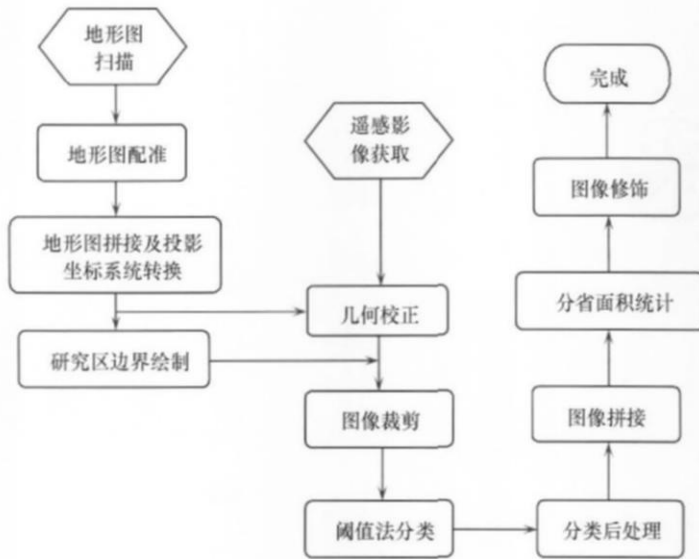 地形图
扫描
地形图配准
地形图拼接及投影
坐标系统转换
研究区边界绘制
遥感影
像获取
几何校正
图像裁剪
阈值法分类
分类后处理
图像拼接
分省面积统计
图像修饰
完成